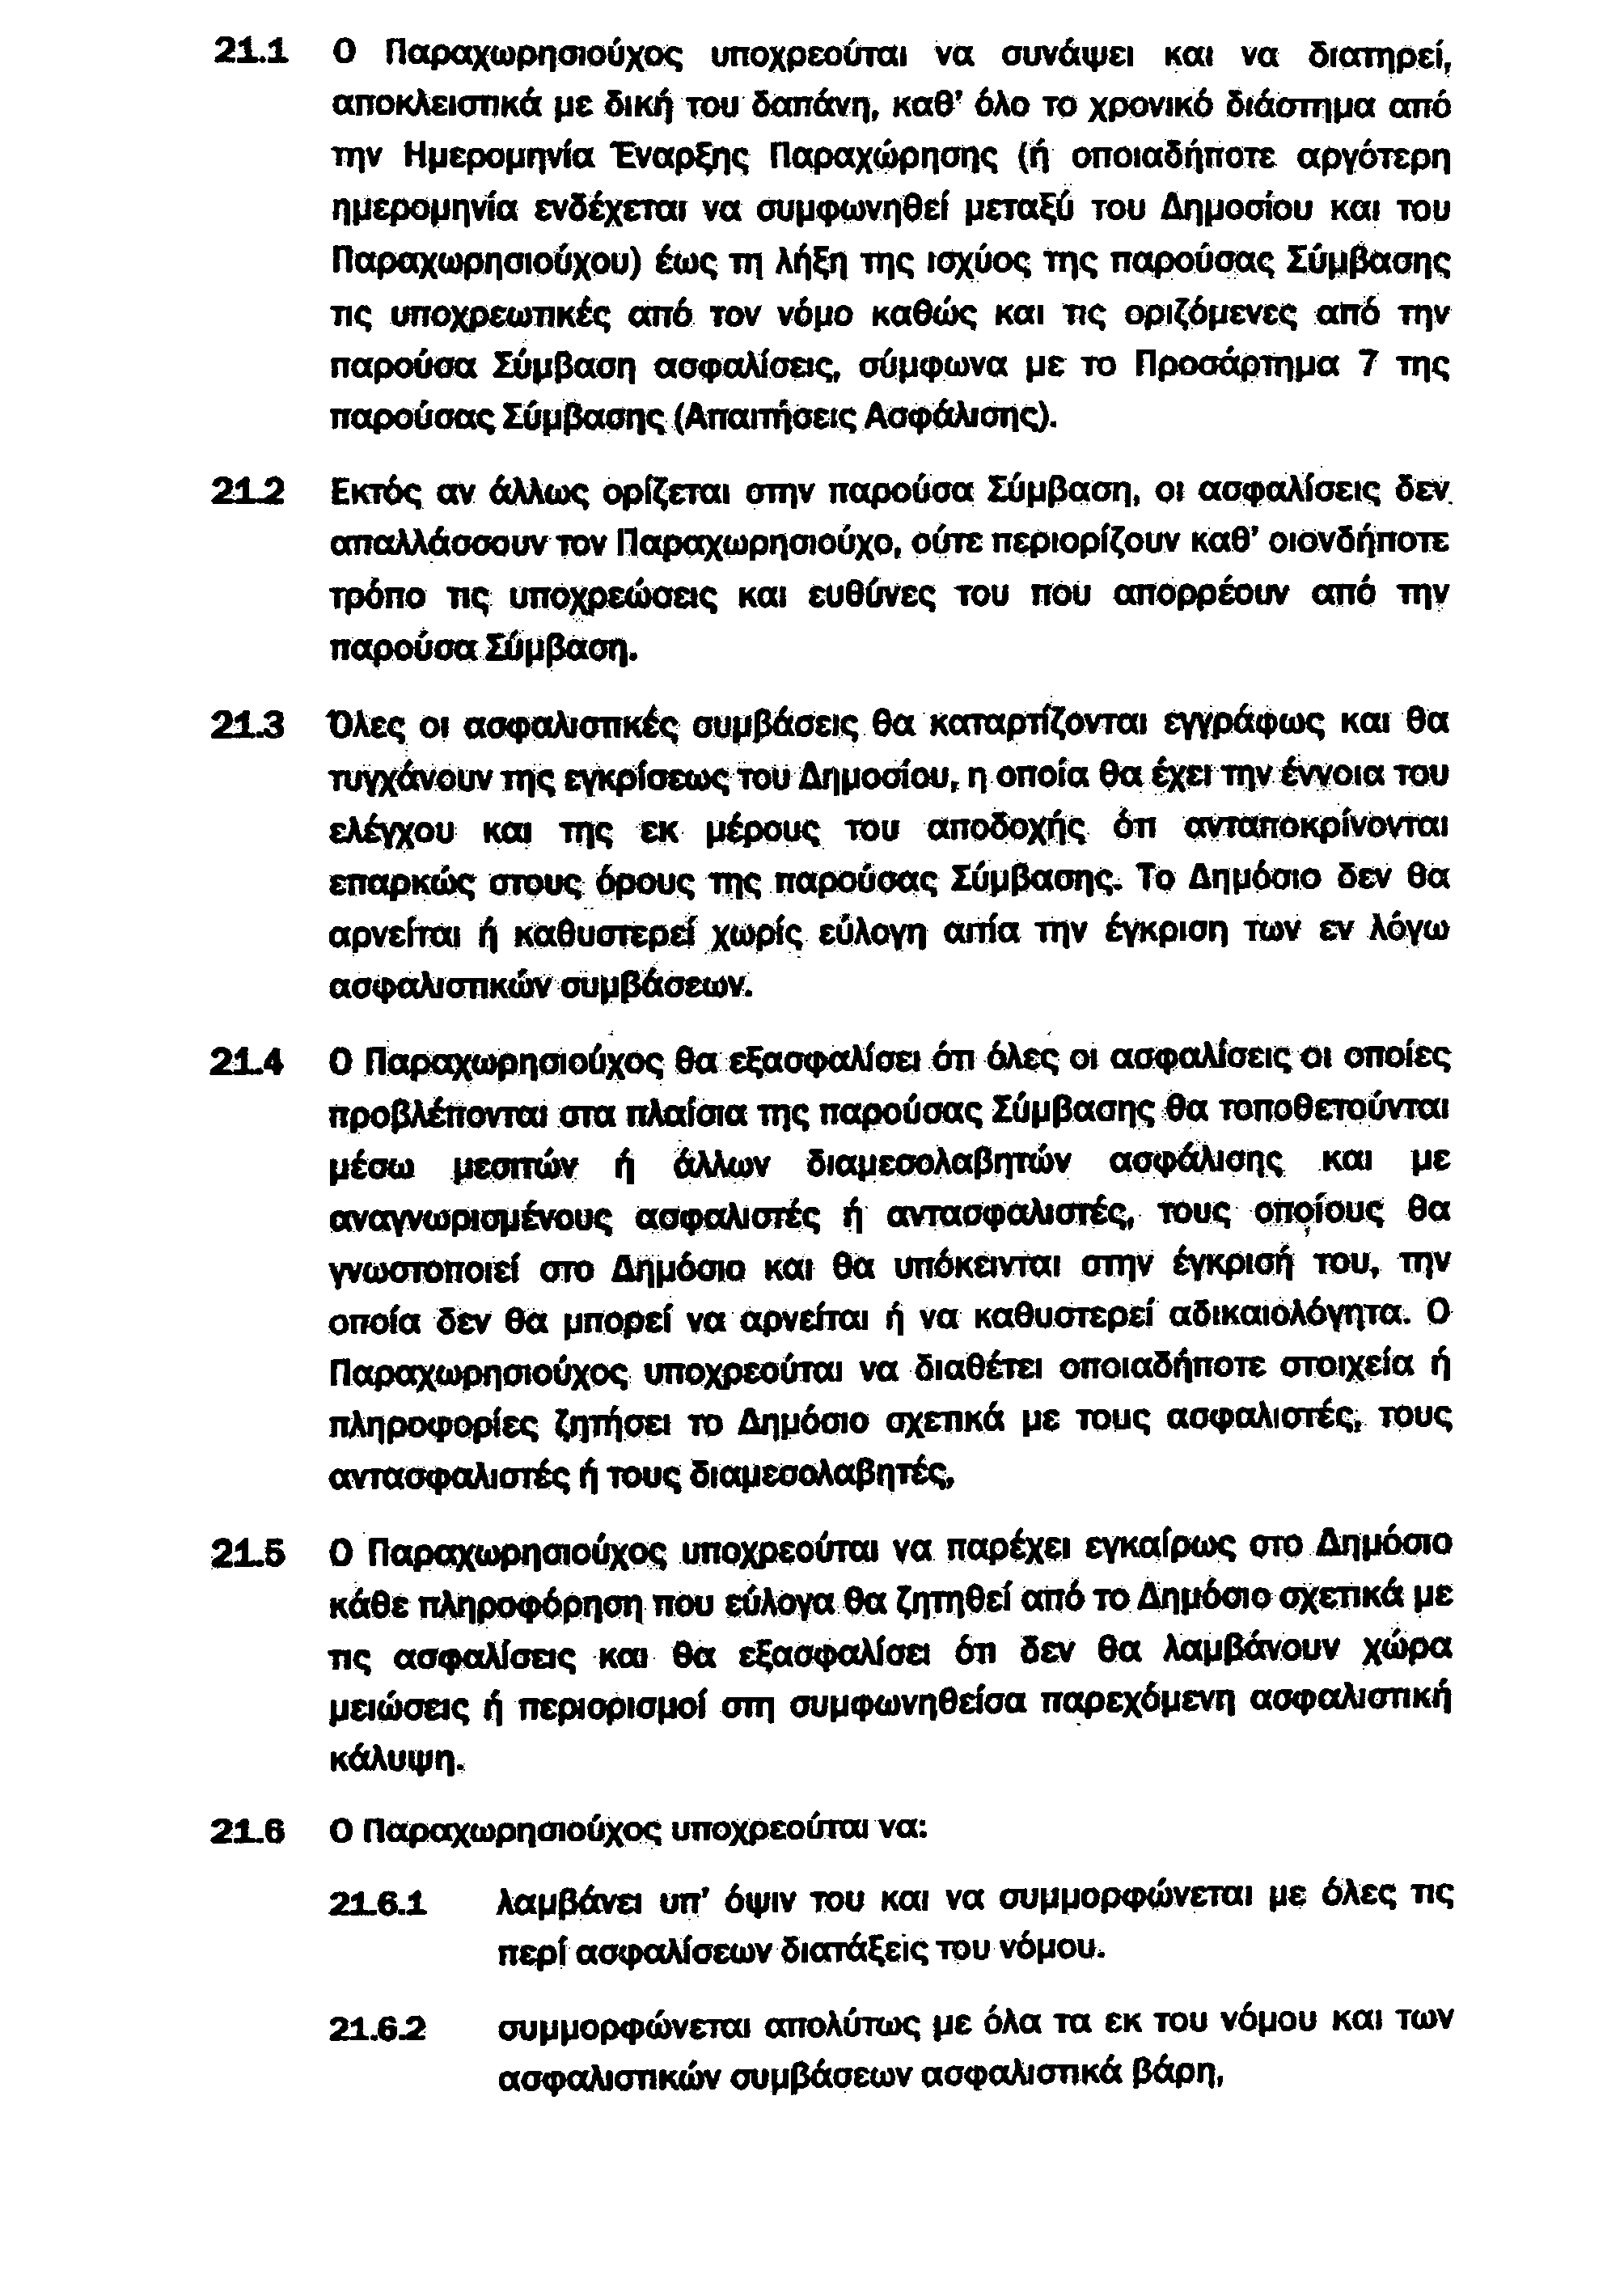 21.1 Ο Παραχωρησιούχος υποχρεούται να συνάψει και να διατηρεί,
αποκλειστικά με δική του δαπάνη, καθ' όλο το χρονικό διάστημα από
την Ημερομηνία Έναρξης Παραχώρησης (ή οποιαδήποτε αργότερη
ημερομηνία ενδέχεται να συμφωνηθεί μεταξύ του Δημοσίου και του
Παραχωρησιούχου) έως τη λήξη της ισχύος της παρούσας Σύμβασης
τις υποχρεωτικές από τον νόμο καθώς και τις οριζόμενες από την
παρούσα Σύμβαση ασφαλίσεις, σύμφωνα με το Προσάρτημα 7 της
παρούσας Σύμβασης (Απαιτήσεις Ασφάλισης).
21.2 Εκτός αν άλλως ορίζεται στην παρούσα Σύμβαση, οι ασφαλίσεις δεν
απαλλάσσουν τον Παραχωρησιούχο, ούτε περιορίζουν καθ' οιονδήποτε
τρόπο τις υποχρεώσεις και ευθύνες του που απορρέουν από την
παρούσα Σύμβαση.
21.3 Όλες οι ασφαλιστικές συμβάσεις θα καταρτίζονται εγγράφως και θα
τυγχάνουν της εγκρίσεως του Δημοσίου, η οποία θα έχει την έννοια του
ελέγχου και της εκ μέρους του αποδοχής ότι ανταποκρίνονται
επαρκώς στους όρους της παρούσας Σύμβασης. Το Δημόσιο δεν θα
αρνείται ή καθυστερεί χωρίς εύλογη αιτία την έγκριση των εν λόγω
ασφαλιστικών συμβάσεων.
21.4 Ο Παραχωρησιούχος θα εξασφαλίσει ότι όλες οι ασφαλίσεις οι οποίες
προβλέπονται στα πλαίσια της παρούσας Σύμβασης θα τοποθετούνται
μέσω μεσιτών ή άλλων διαμεσολαβητών ασφάλισης και με
αναγνωρισμένους ασφαλιστές ή αντασφαλιστές, τους οποίους θα
γνωστοποιεί στο Δημόσιο και θα υπόκεινται στην έγκρισή του, την
οποία δεν θα μπορεί να αρνείται ή να καθυστερεί αδικαιολόγητα. Ο
Παραχωρησιούχος υποχρεούται να διαθέτει οποιαδήποτε στοιχεία ή
πληροφορίες ζητήσει το Δημόσιο σχετικά με τους ασφαλιστές, τους
αντασφαλιστές ή τους διαμεσολαβητές,
21.5 Ο Παραχωρησιούχος υποχρεούται να παρέχει εγκαίρως στο Δημόσιο
κάθε πληροφόρηση που εύλογα θα ζητηθεί από το Δημόσιο σχετικά με
τις ασφαλίσεις και θα εξασφαλίσει ότι δεν θα λαμβάνουν χώρα
μειώσεις ή περιορισμοί στη συμφωνηθείσα παρεχόμενη ασφαλιστική
κάλυψη.
21.6 Ο Παραχωρησιούχος υποχρεούται να:
21.6.1 λαμβάνει υπ' όψιν του και να συμμορφώνεται με όλες τις
περί ασφαλίσεων διατάξεις του νόμου.
21.6.2 συμμορφώνεται απολύτως με όλα τα εκ του νόμου και των
ασφαλιστικών συμβάσεων ασφαλιστικά βάρη,